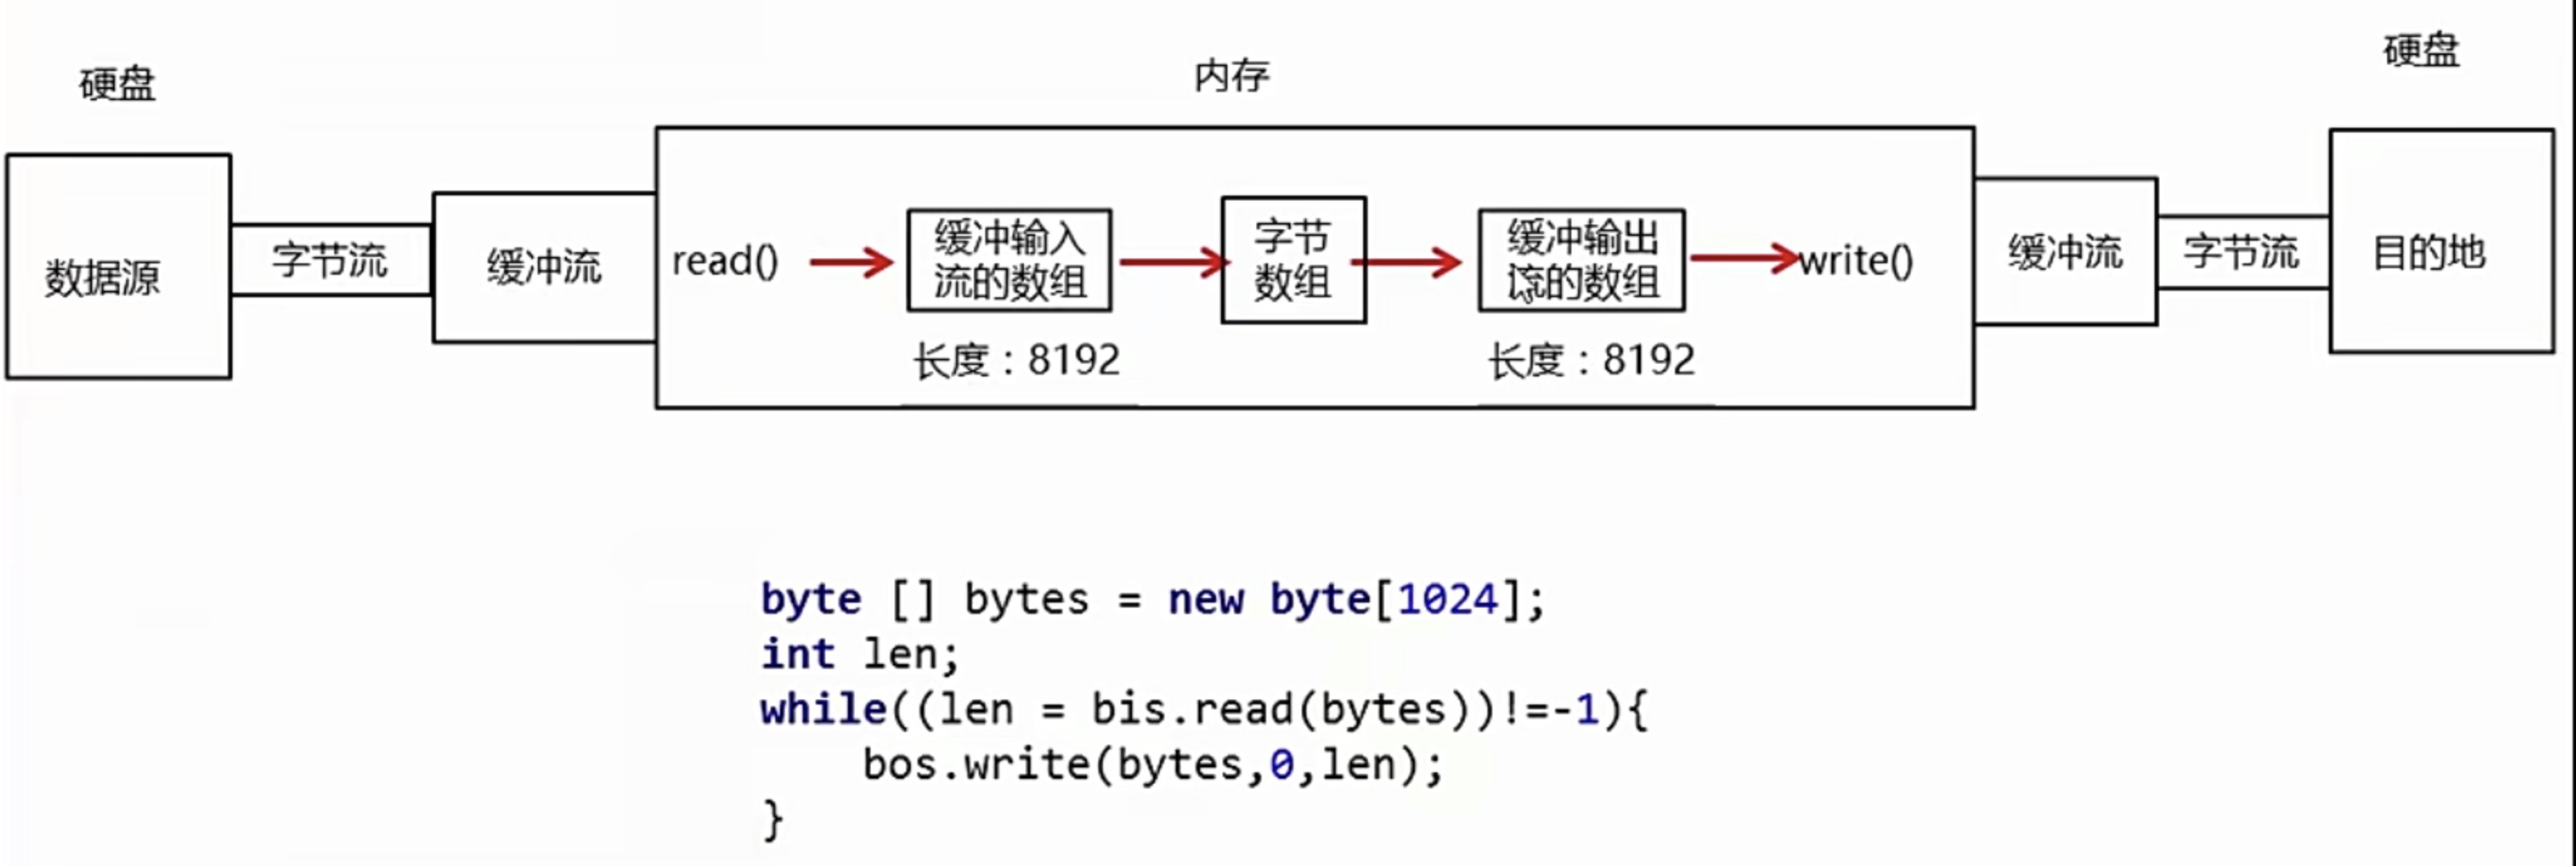 硬盘
内存
硬盘
数据源
字节流
缓冲流
read()
缓冲输入
流的数组
长度：8192
字节
数组
缓冲输出
流的数组
长度：8192
write()
缓冲流
字节流
目的地
byte [] bytes = new byte[1024];
int len;
while((len = bis.read(bytes))!=-1){
    bos.write(bytes,0,len);
}